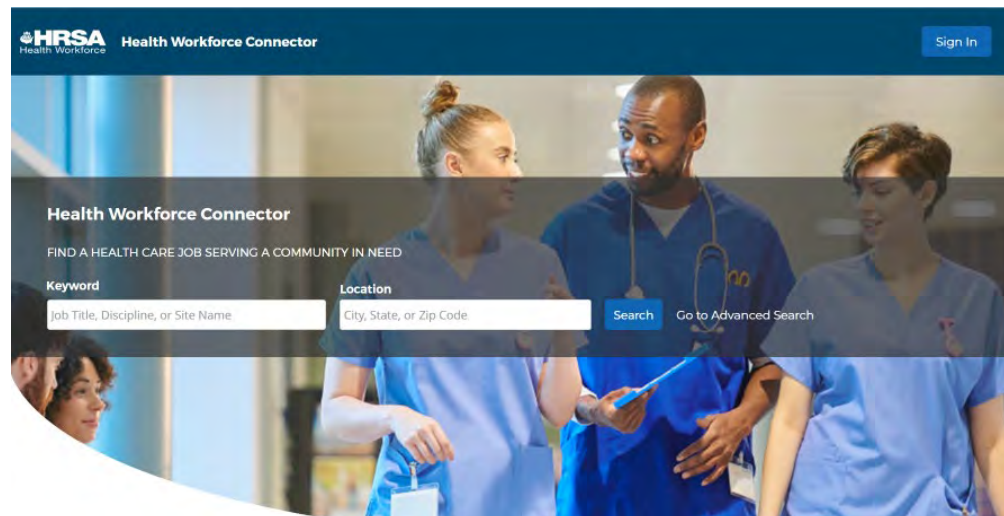 HRSA
Health Workforce
Health Workforce Connector
Sign In
Health Workforce Connector
FIND A HEALTH CARE JOB SERVING A COMMUNITY IN NEED
Keyword
Location
Job Title, Discipline, or Site Name
City, State, or Zip Code
Search
Go to Advanced Search